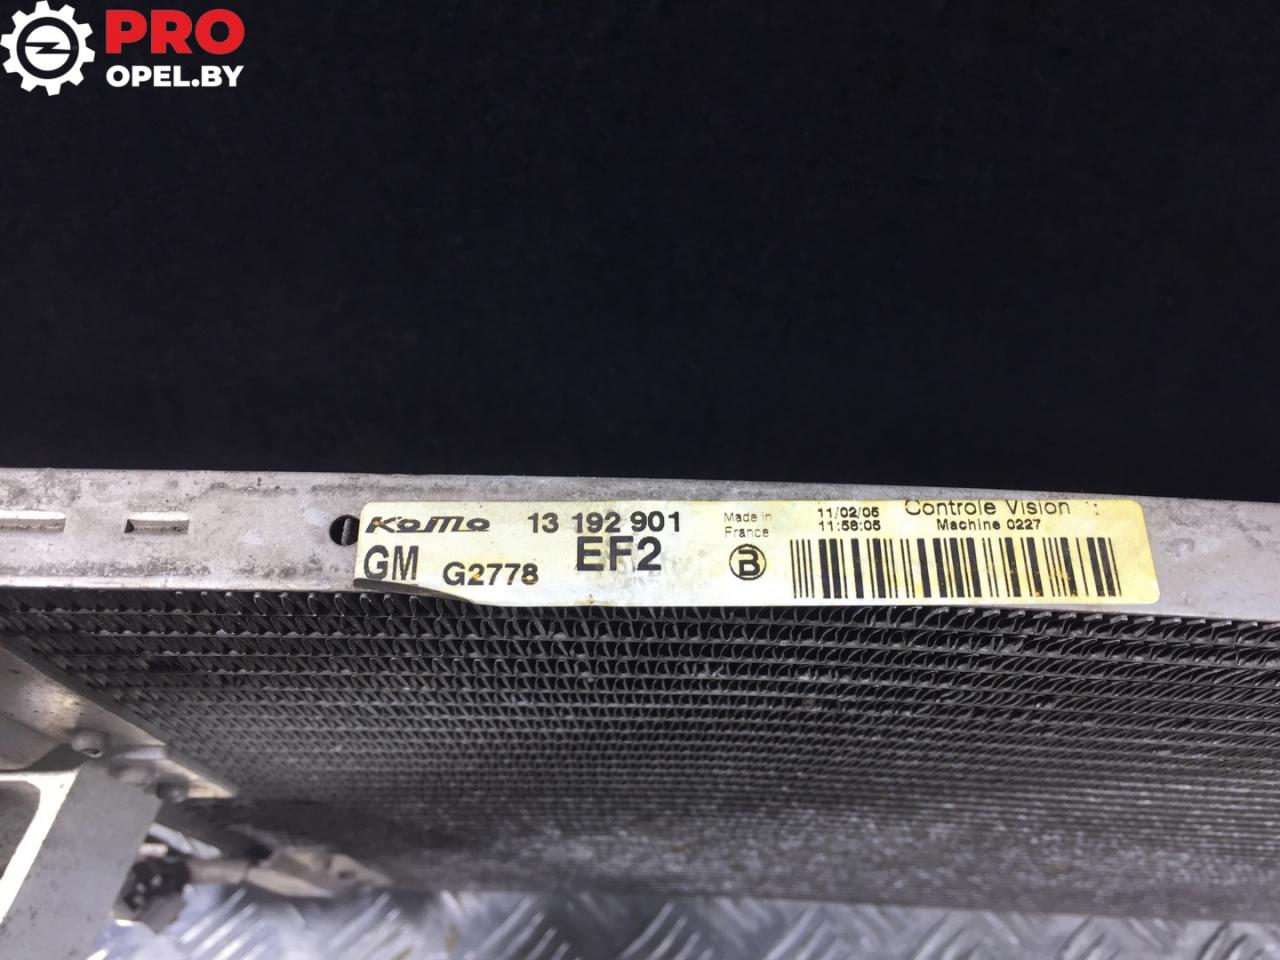 PRO
OPEL.BY
KoMo 13 192 901
GM G2778 EF2
Made in
France
B
11/02/05 Controle Vision
11:58:05 Machine 0227